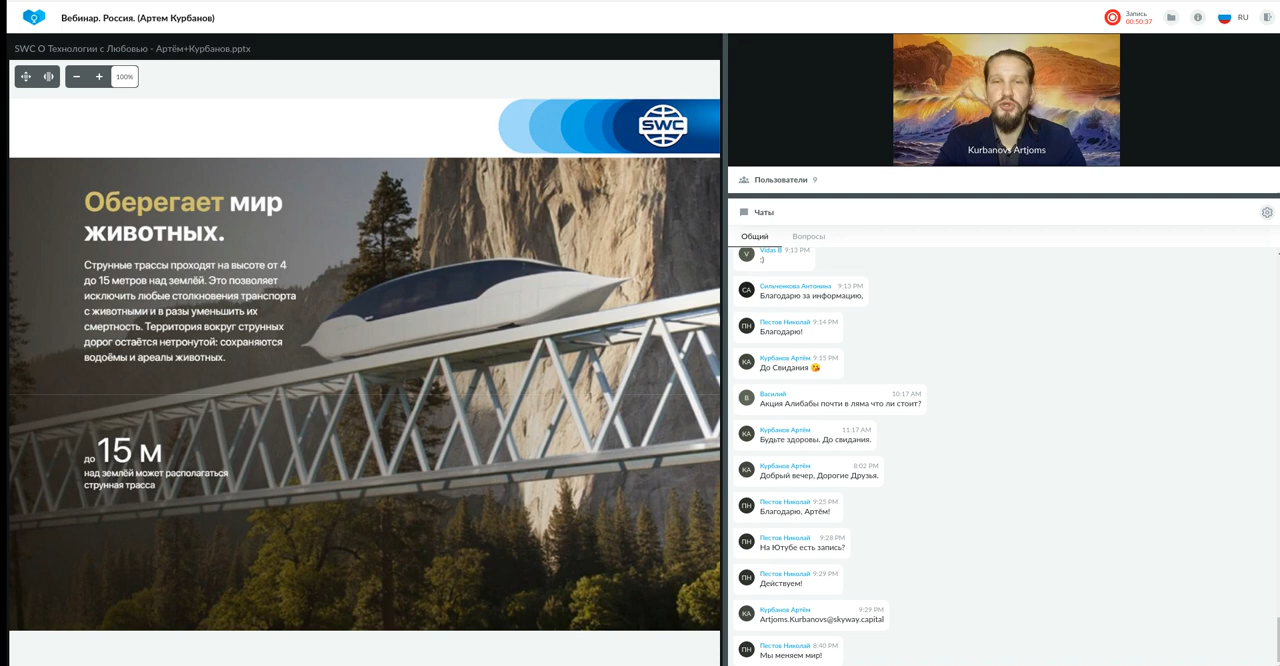 Вебинар. Россия. (Артем Курбанов)
Запись
00:50:37
RU
SWC О Технологии с Любовью - Артём+Курбанов.pptx
100%
SWC
Оберегает мир
животных.
Струнные трассы проходят на высоте от 4
до 15 метров над землёй. Это позволяет
исключить любые столкновения транспорта
с животными и в разы уменьшить их
смертность. Территория вокруг струнных
дорог остаётся нетронутой: сохраняются
водоёмы и ареалы животных.
до 15 м
над землёй может располагаться
струнная трасса
Kurbanovs Artjoms
Пользователи 9
Чаты
Общий Вопросы
V Vidas B 9:13 PM
:)
СА Сильченкова Антонина 9:13 PM
Благодарю за информацию,
ПН Пестов Николай 9:14 PM
Благодарю!
КА Курбанов Артём 9:15 PM
До Свидания 😘
В Василий 10:17 AM
Акция Алибабы почти в ляма что ли стоит?
КА Курбанов Артём 11:17 AM
Будьте здоровы. До свидания.
КА Курбанов Артём 8:02 PM
Добрый вечер, Дорогие Друзья.
ПН Пестов Николай 9:25 PM
Благодарю, Артём!
ПН Пестов Николай 9:28 PM
На Ютубе есть запись?
ПН Пестов Николай 9:29 PM
Действуем!
КА Курбанов Артём 9:29 PM
Artjoms.Kurbanovs@skyway.capital
ПН Пестов Николай 8:40 PM
Мы меняем мир!